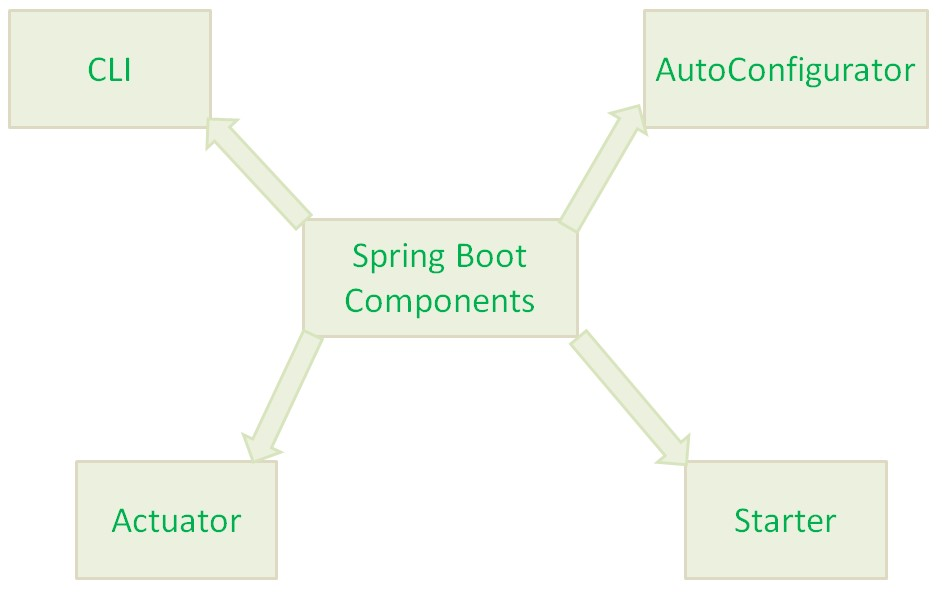 CLI
AutoConfigurator
Spring Boot
Components
Actuator
Starter